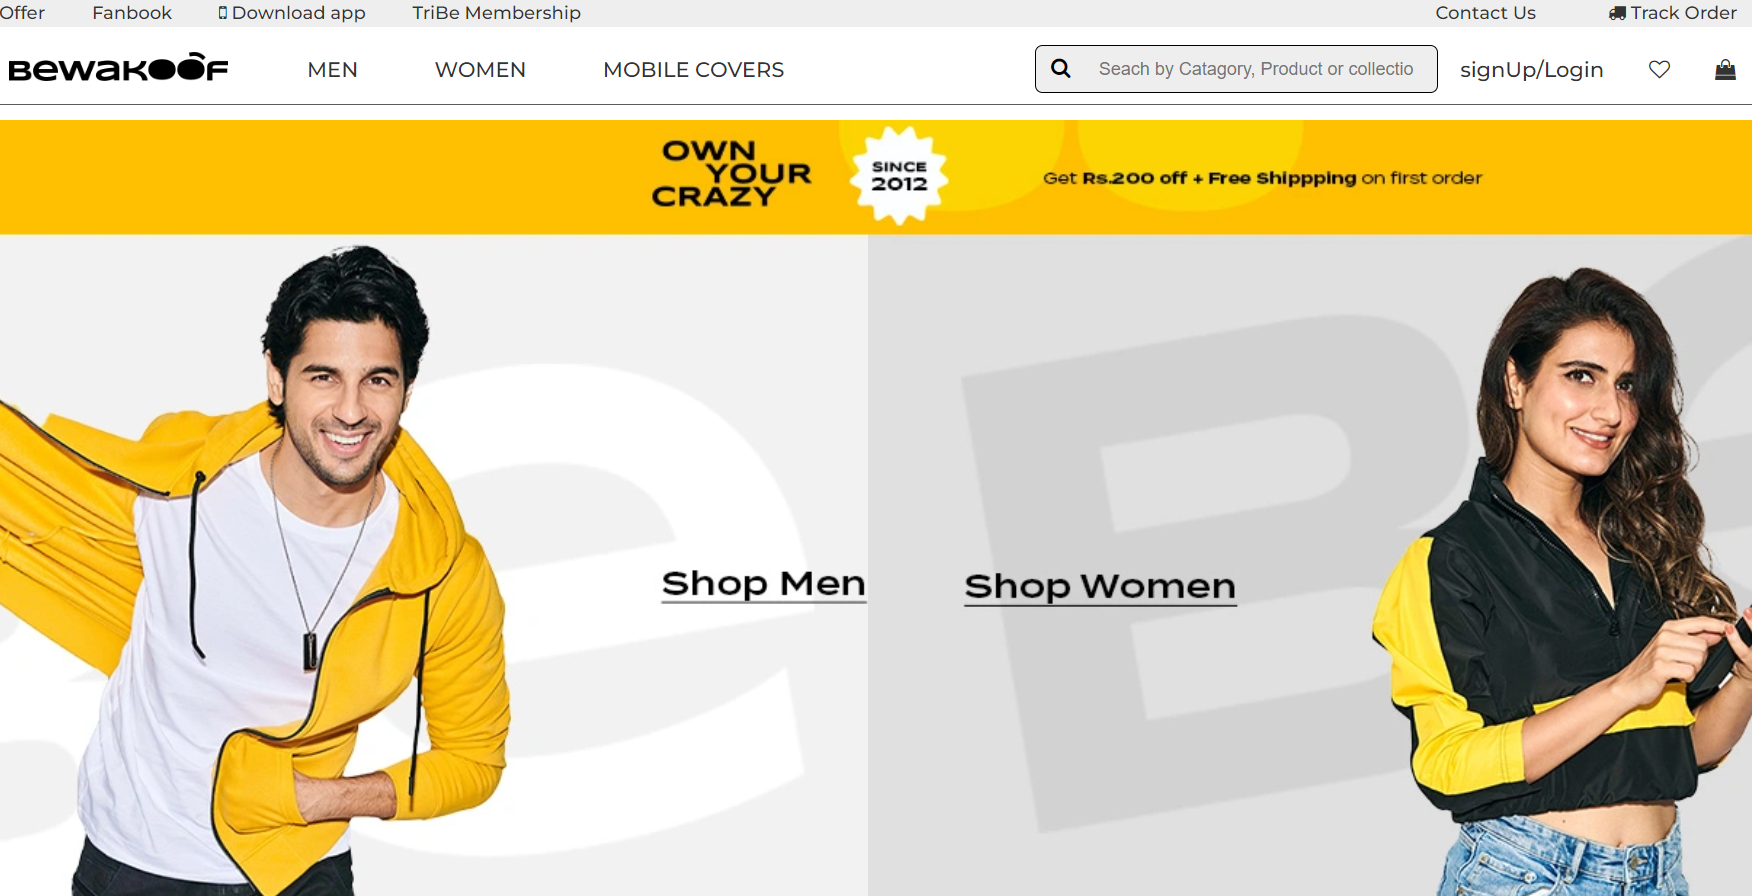 Offer Fanbook Download app TriBe Membership Contact Us Track Order
BEWAKOOF MEN WOMEN MOBILE COVERS Seach by Catagory, Product or collectio signUp/Login
OWN
YOUR
CRAZY
SINCE
2012
Get Rs.200 off + Free Shippping on first order
Shop Men
Shop Women